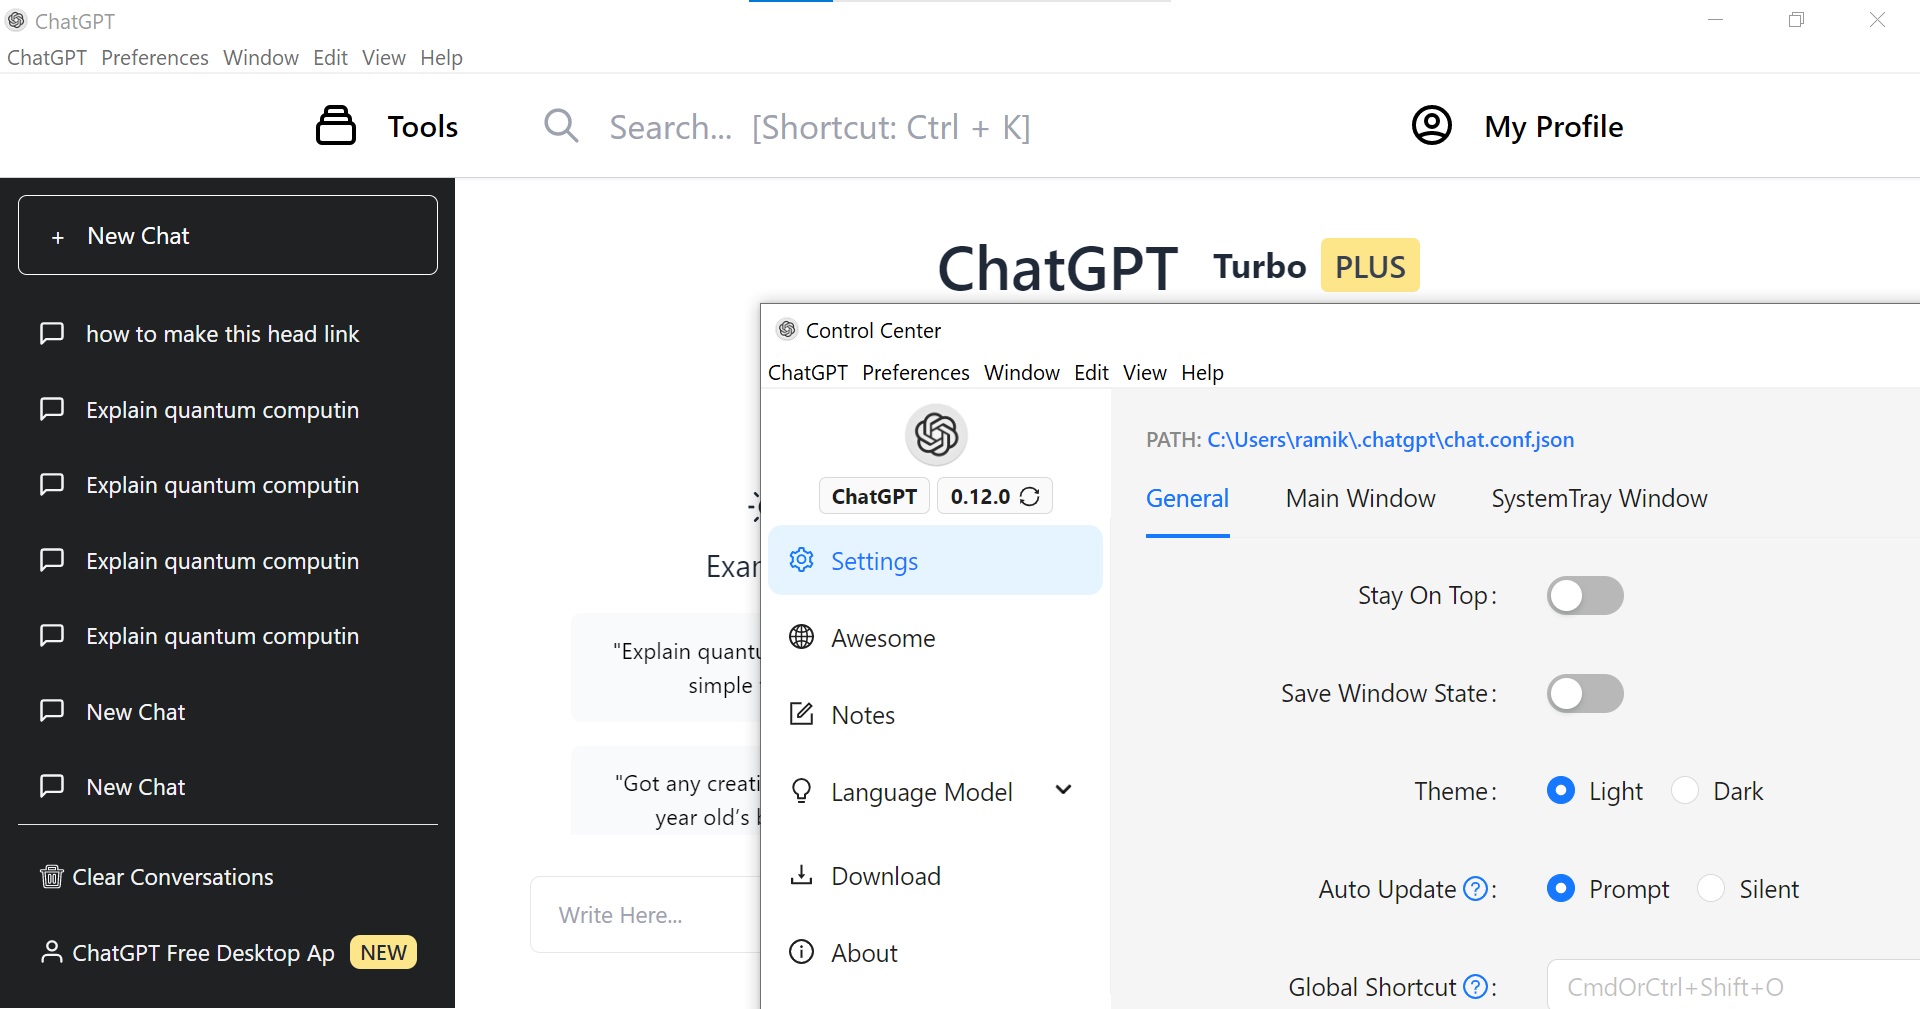 ChatGPT
ChatGPT Preferences Window Edit View Help
Tools
Search... [Shortcut: Ctrl + K]
My Profile
+ New Chat
how to make this head link
Explain quantum computin
Explain quantum computin
Explain quantum computin
Explain quantum computin
New Chat
New Chat
Clear Conversations
ChatGPT Free Desktop Ap NEW
ChatGPT Turbo PLUS
Exar
"Explain quantu
simple
"Got any creati
year old's b
Write Here...
Control Center
ChatGPT Preferences Window Edit View Help
ChatGPT 0.12.0
Settings
Awesome
Notes
Language Model
Download
About
PATH: C:\Users\ramik\.chatgpt\chat.conf.json
General Main Window SystemTray Window
Stay On Top:
Save Window State:
Theme: Light Dark
Auto Update ? : Prompt Silent
Global Shortcut ? : CmdOrCtrl+Shift+O